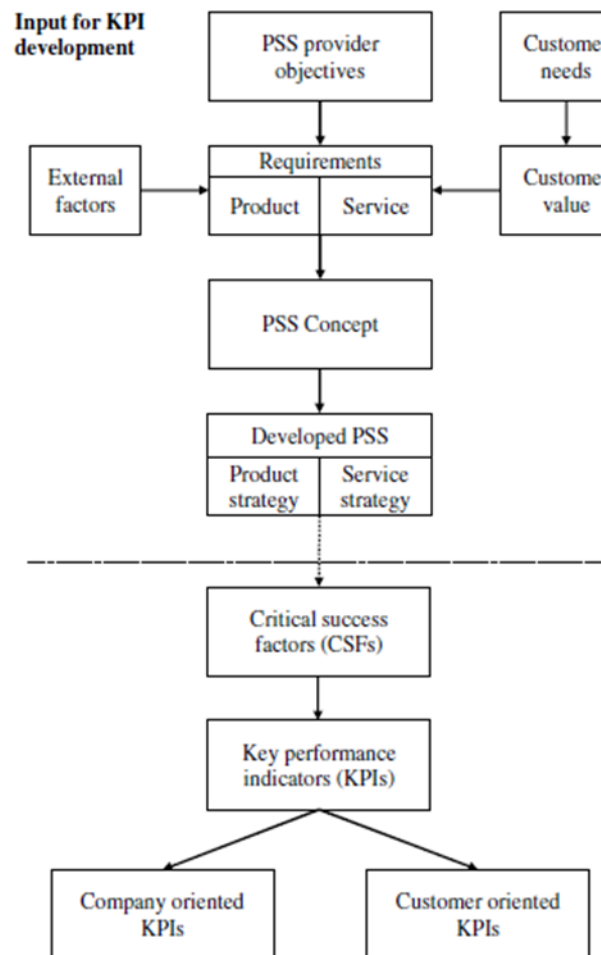 Input for KPI
development
PSS provider
objectives
Custome
needs
External
factors
Requirements
Product
Service
Custome
value
PSS Concept
Developed PSS
Product
strategy
Service
strategy
Critical success
factors (CSFs)
Key performance
indicators (KPIs)
Company oriented
KPIs
Customer oriented
KPIs